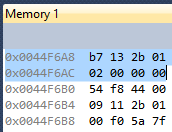 Memory 1
0x0044F6A8 b7 13 2b 01
0x0044F6AC 02 00 00 00
0x0044F6B0 54 f8 44 00
0x0044F6B4 09 11 2b 01
0x0044F6B8 00 f0 5a 7f